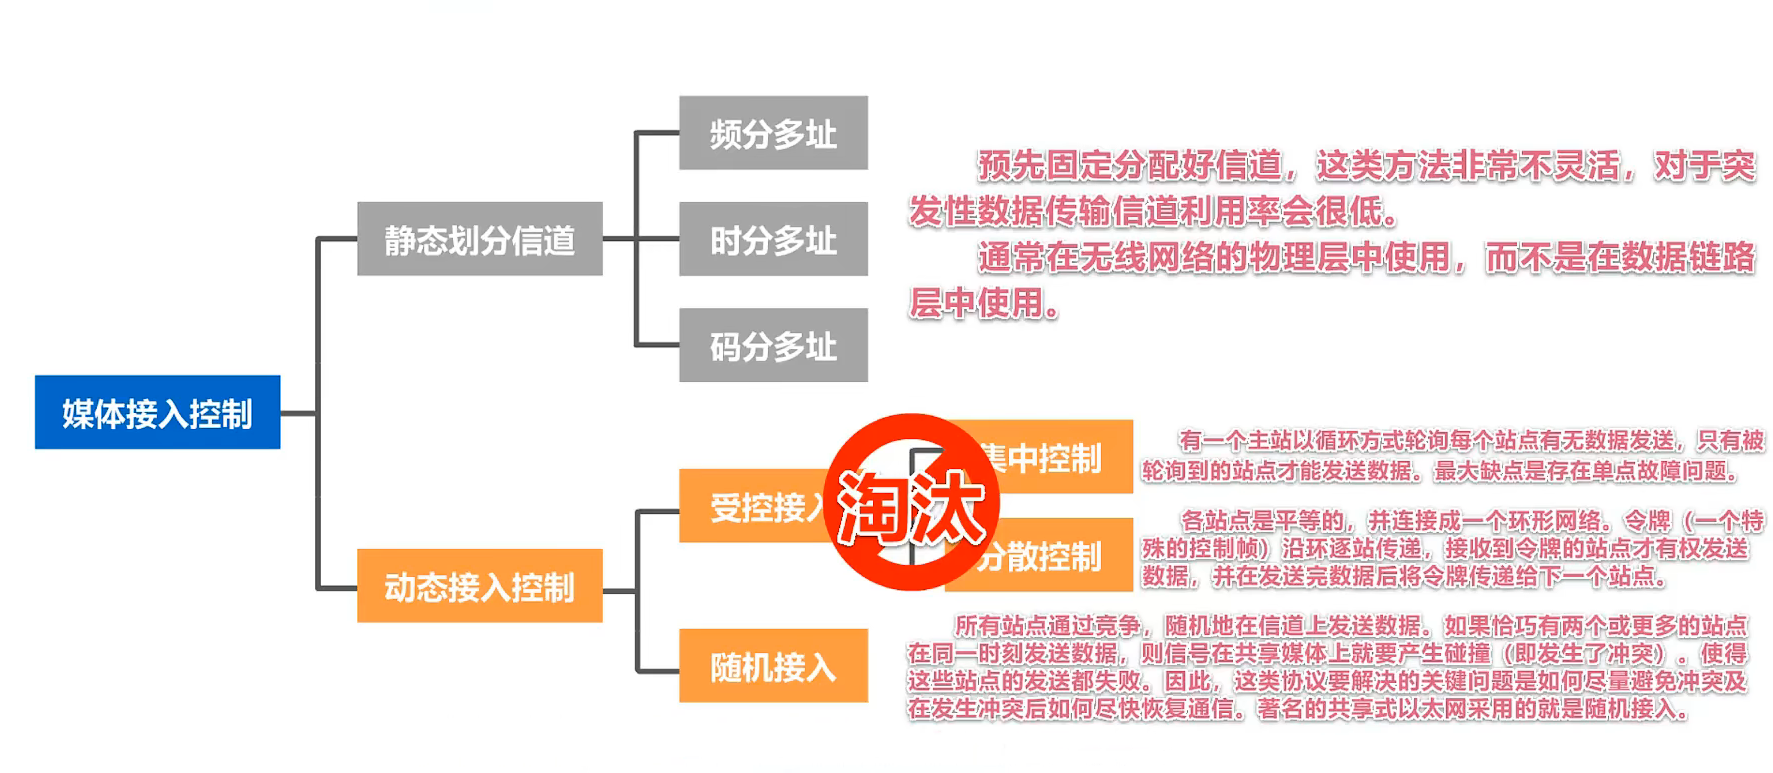 频分多址
预先固定分配好信道，这类方法非常不灵活，对于突
发性数据传输信道利用率会很低。
静态划分信道
时分多址
通常在无线网络的物理层中使用，而不是在数据链路
层中使用。
码分多址
媒体接入控制
集中控制
有一个主站以循环方式轮询每个站点有无数据发送，只有被
轮询到的站点才能发送数据。最大缺点是存在单点故障问题。
受控接入
淘汰
各站点是平等的，并连接成一个环形网络。令牌（一个特
殊的控制帧）沿环逐站传递，接收到令牌的站点才有权发送
数据，并在发送完数据后将令牌传递给下一个站点。
分散控制
动态接入控制
随机接入
所有站点通过竞争，随机地在信道上发送数据。如果恰巧有两个或更多的站点
在同一时刻发送数据，则信号在共享媒体上就要产生碰撞（即发生了冲突）。使得
这些站点的发送都失败。因此，这类协议要解决的关键问题是如何尽量避免冲突及
在发生冲突后如何尽快恢复通信。著名的共享式以太网采用的就是随机接入。